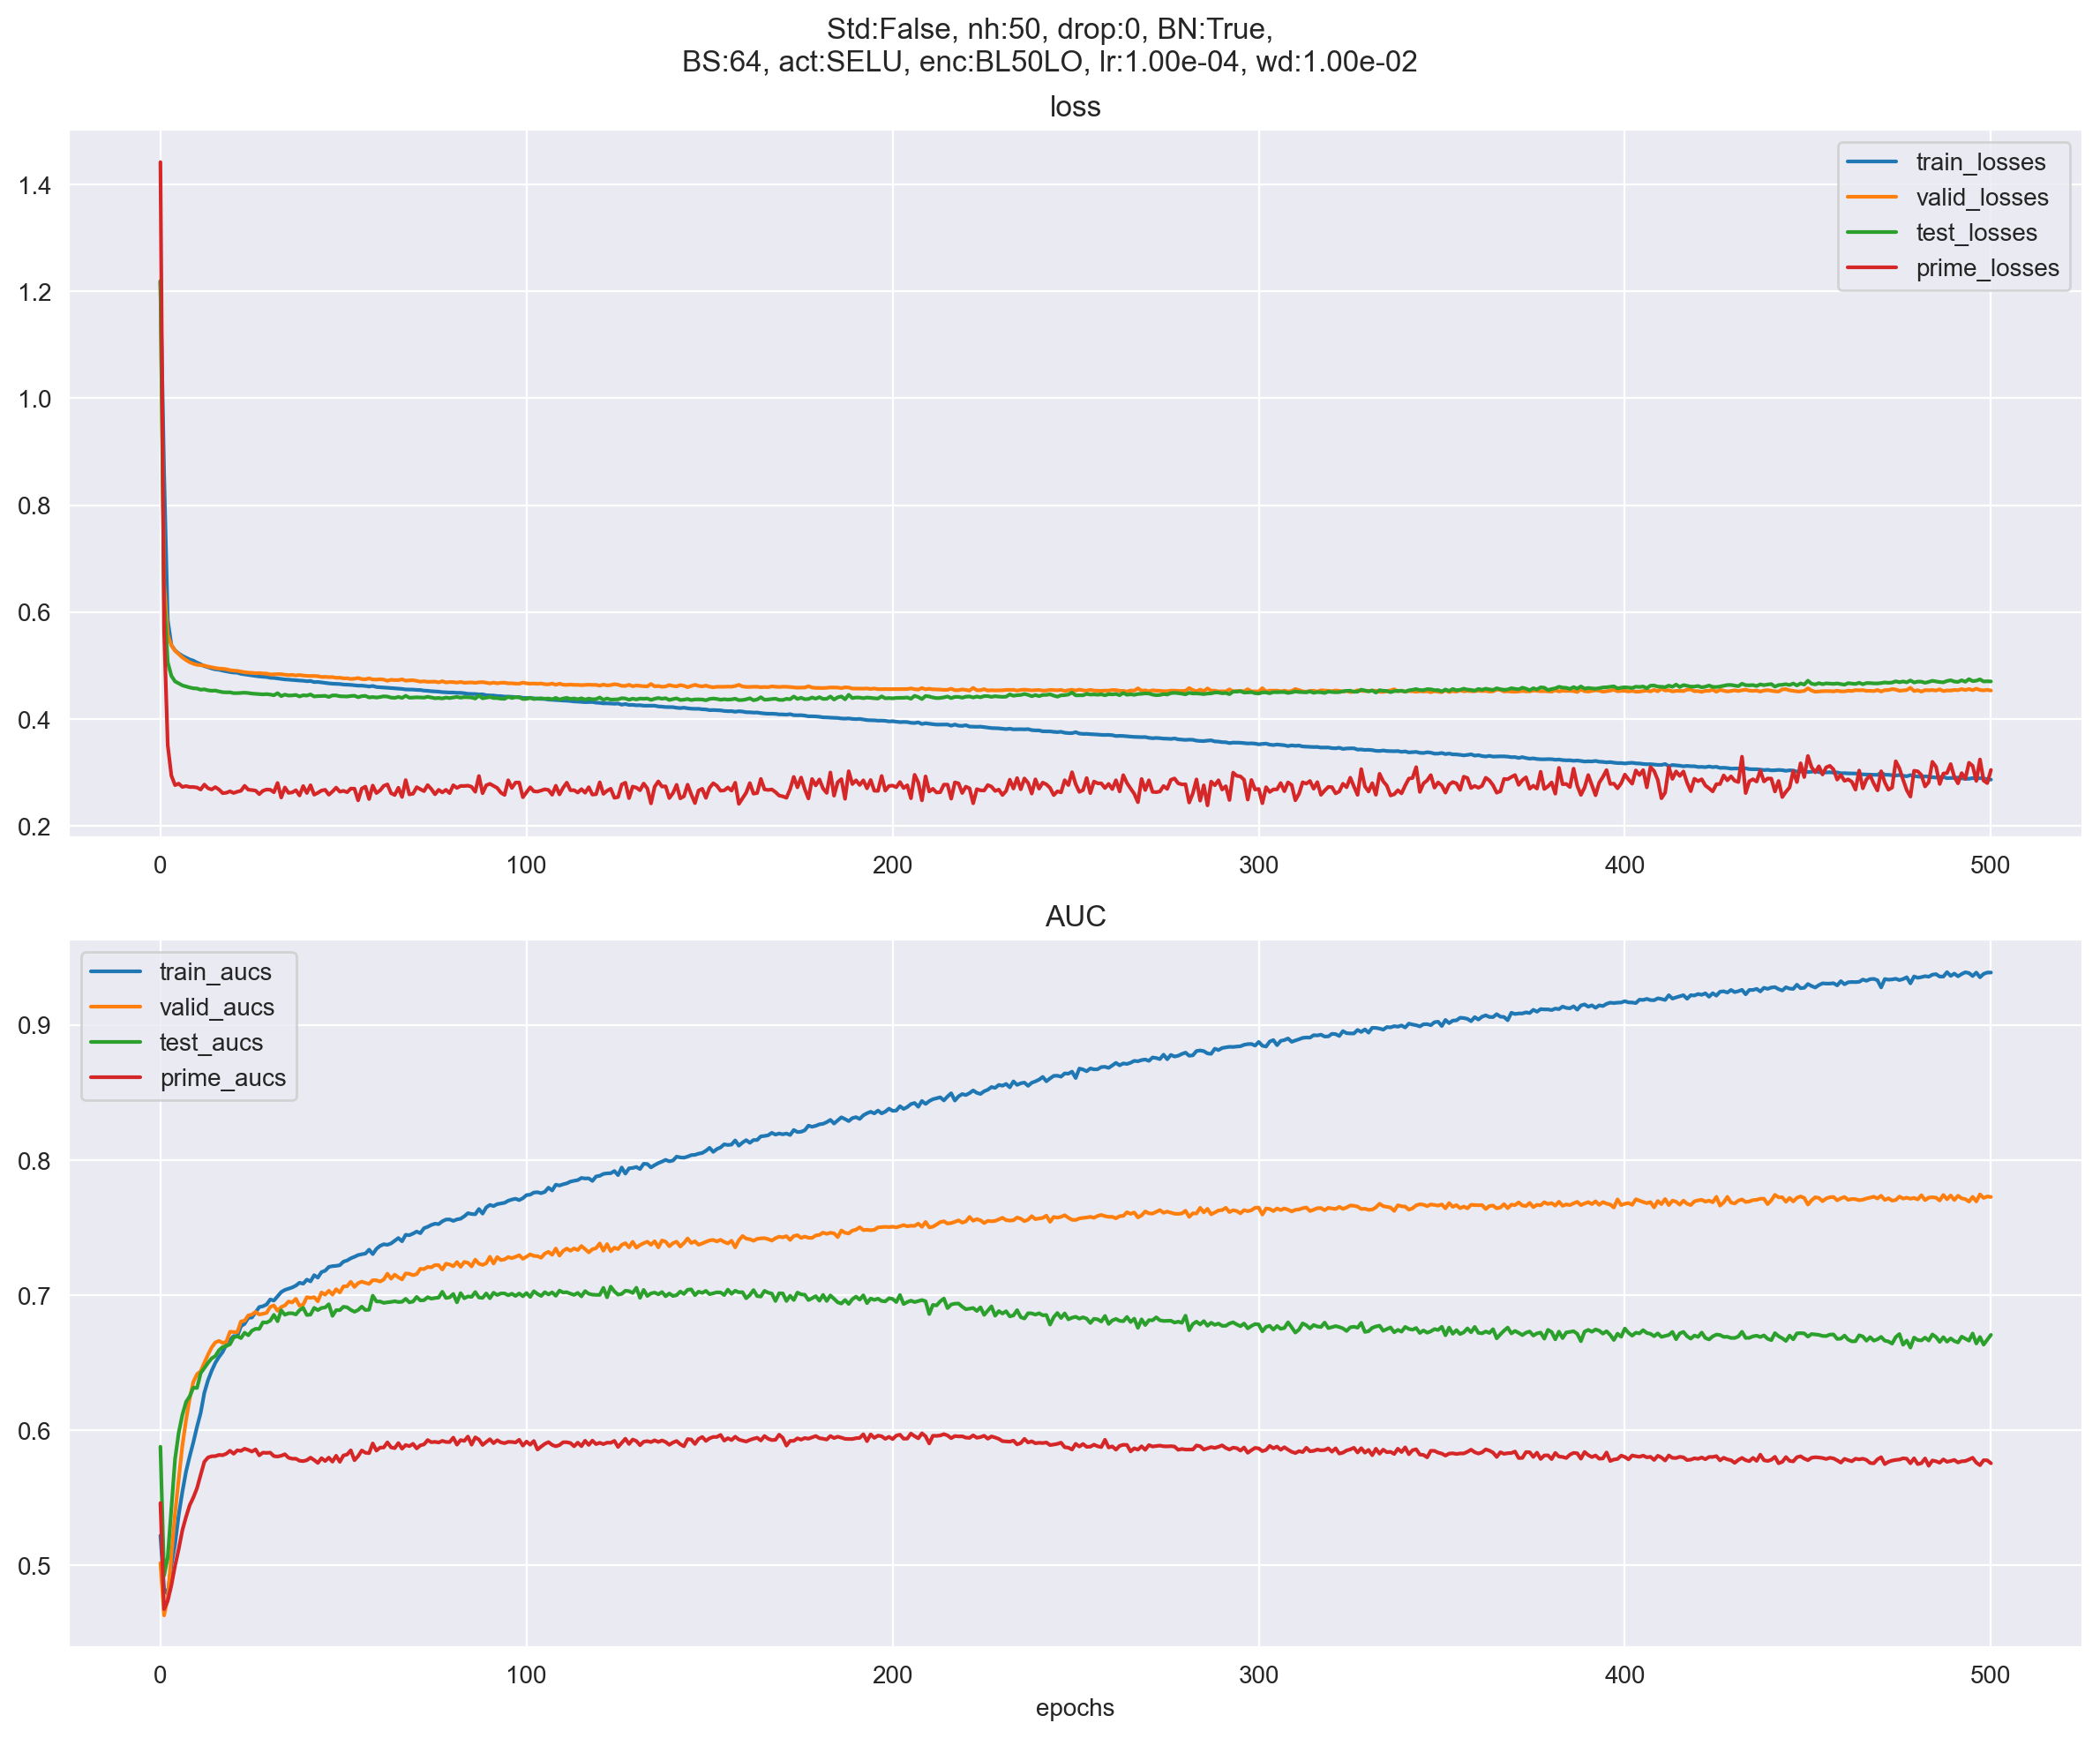 Std:False, nh:50, drop:0, BN:True,
BS:64, act:SELU, enc:BL50LO, lr:1.00e-04, wd:1.00e-02
loss
train_losses
valid_losses
test_losses
prime_losses
1.4
1.2
1.0
0.8
0.6
0.4
0.2
0 100 200 300 400 500
AUC
train_aucs
valid_aucs
test_aucs
prime_aucs
0.9
0.8
0.7
0.6
0.5
0 100 200 300 400 500
epochs